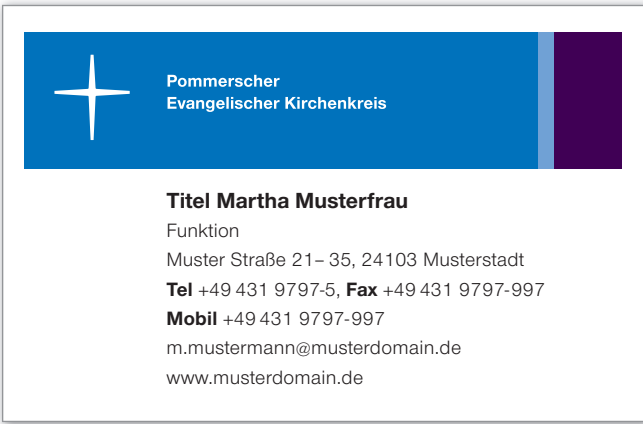 Pommerscher
Evangelischer Kirchenkreis
Titel Martha Musterfrau
Funktion
Muster Straße 21– 35, 24103 Musterstadt
Tel +49 431 9797-5, Fax +49 431 9797-997
Mobil +49 431 9797-997
m.mustermann@musterdomain.de
www.musterdomain.de